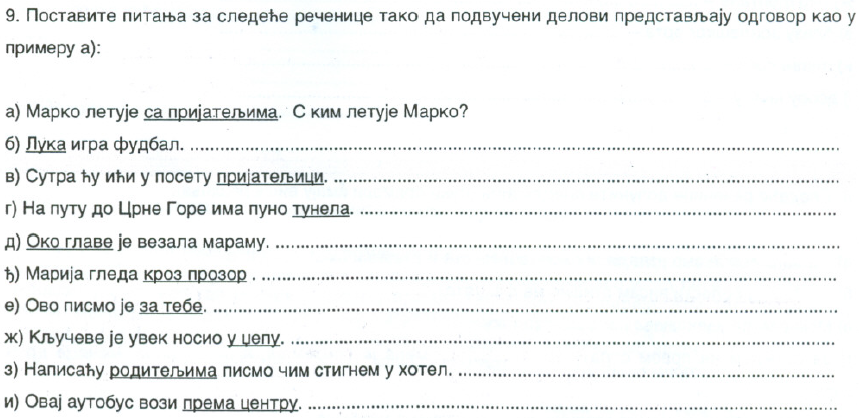 9. Поставите питања за следеће реченице тако да подвучени делови представљају одговор као у
примеру а):
а) Марко летује са пријатељима. С ким летује Марко?
б) Лука игра фудбал. ........................................................................
в) Сутра ћу ићи у посету пријатељици. ........................................................................
г) На путу до Црне Горе има пуно тунела. ........................................................................
д) Око главе је везала мараму. ........................................................................
ђ) Марија гледа кроз прозор . ........................................................................
е) Ово писмо је за тебе. ........................................................................
ж) Кључеве је увек носио у џепу. ........................................................................
з) Написаћу родитељима писмо чим стигнем у хотел. ........................................................................
и) Овај аутобус вози према центру. ........................................................................